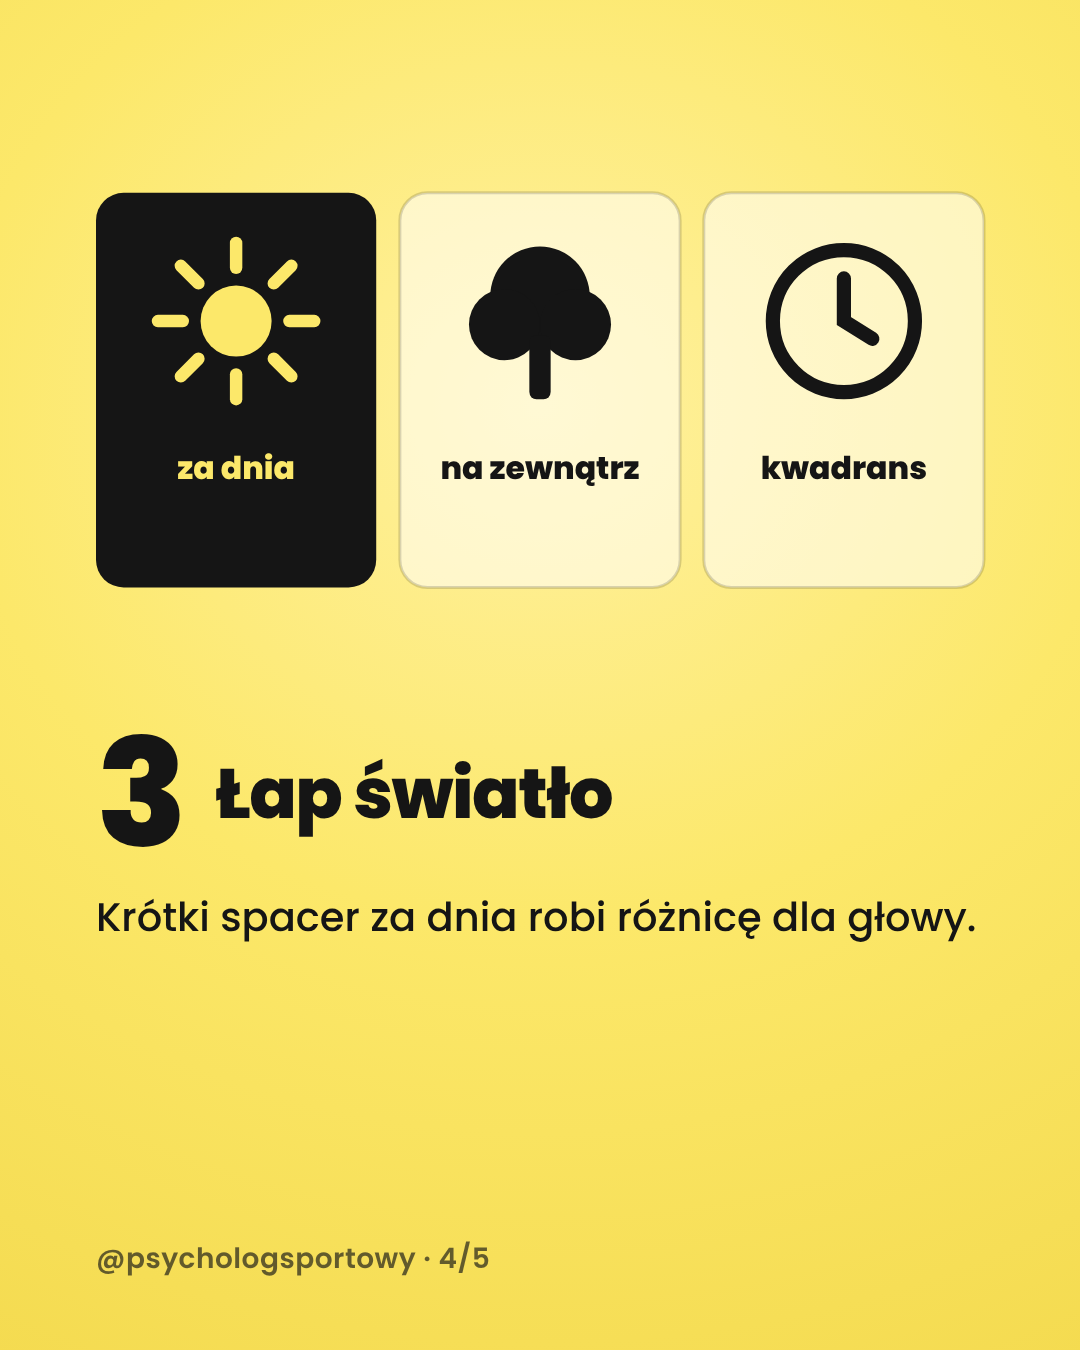 za dnia
na zewnątrz
kwadrans
3 Łap światło
Krótki spacer za dnia robi różnicę dla głowy.
@psychologsportowy · 4/5